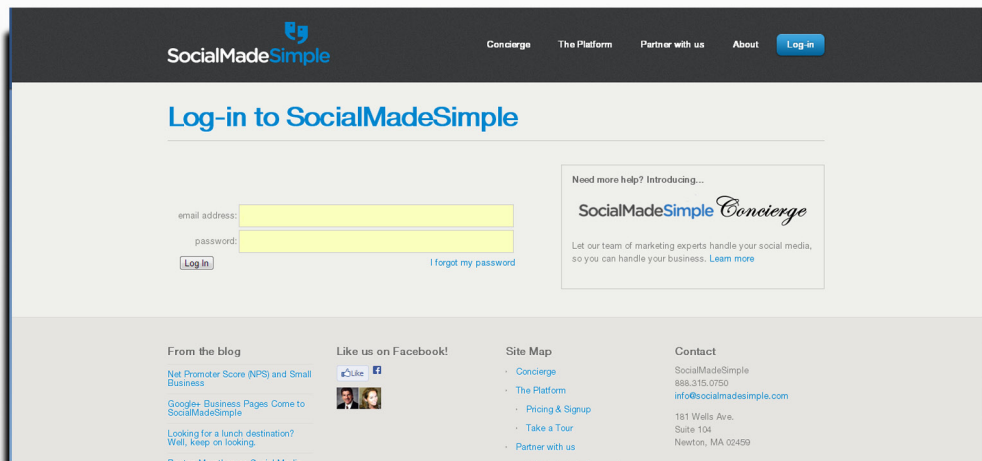 SocialMadeSimple
Concierge The Platform Partner with us About Log-in
Log-in to SocialMadeSimple
email address:
password:
Log In
I forgot my password
Need more help? Introducing...
SocialMadeSimple Concierge
Let our team of marketing experts handle your social media,
so you can handle your business. Learn more
From the blog
Net Promoter Score (NPS) and Small
Business
Google+ Business Pages Come to
SocialMadeSimple
Looking for a lunch destination?
Well, keep on looking.
Like us on Facebook!
Like
Site Map
Concierge
The Platform
Pricing & Signup
Take a Tour
Partner with us
Contact
SocialMadeSimple
888.315.0750
info@socialmadesimple.com
181 Wells Ave.
Suite 104
Newton, MA 02459